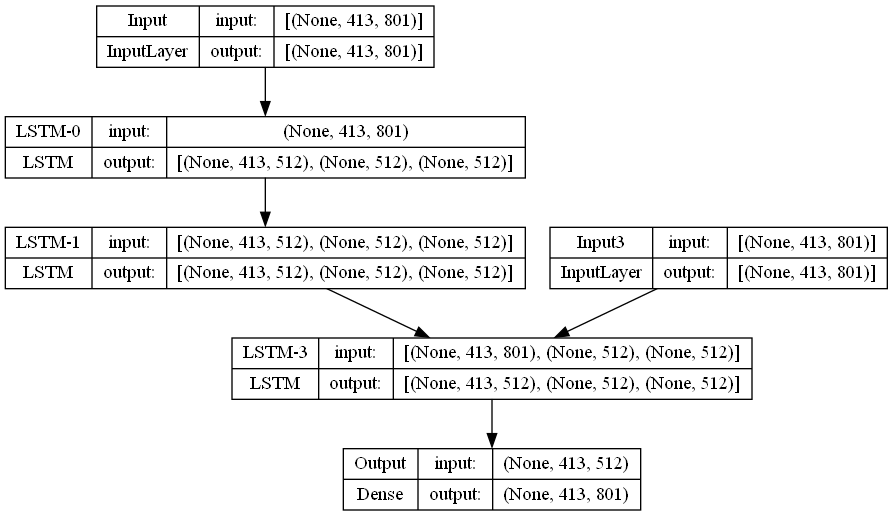 Input input: [(None, 413, 801)]
InputLayer output: [(None, 413, 801)]
LSTM-0 input: (None, 413, 801)
LSTM output: [(None, 413, 512), (None, 512), (None, 512)]
LSTM-1 input: [(None, 413, 512), (None, 512), (None, 512)]
LSTM output: [(None, 413, 512), (None, 512), (None, 512)]
Input3 input: [(None, 413, 801)]
InputLayer output: [(None, 413, 801)]
LSTM-3 input: [(None, 413, 801), (None, 512), (None, 512)]
LSTM output: [(None, 413, 512), (None, 512), (None, 512)]
Output input: (None, 413, 512)
Dense output: (None, 413, 801)